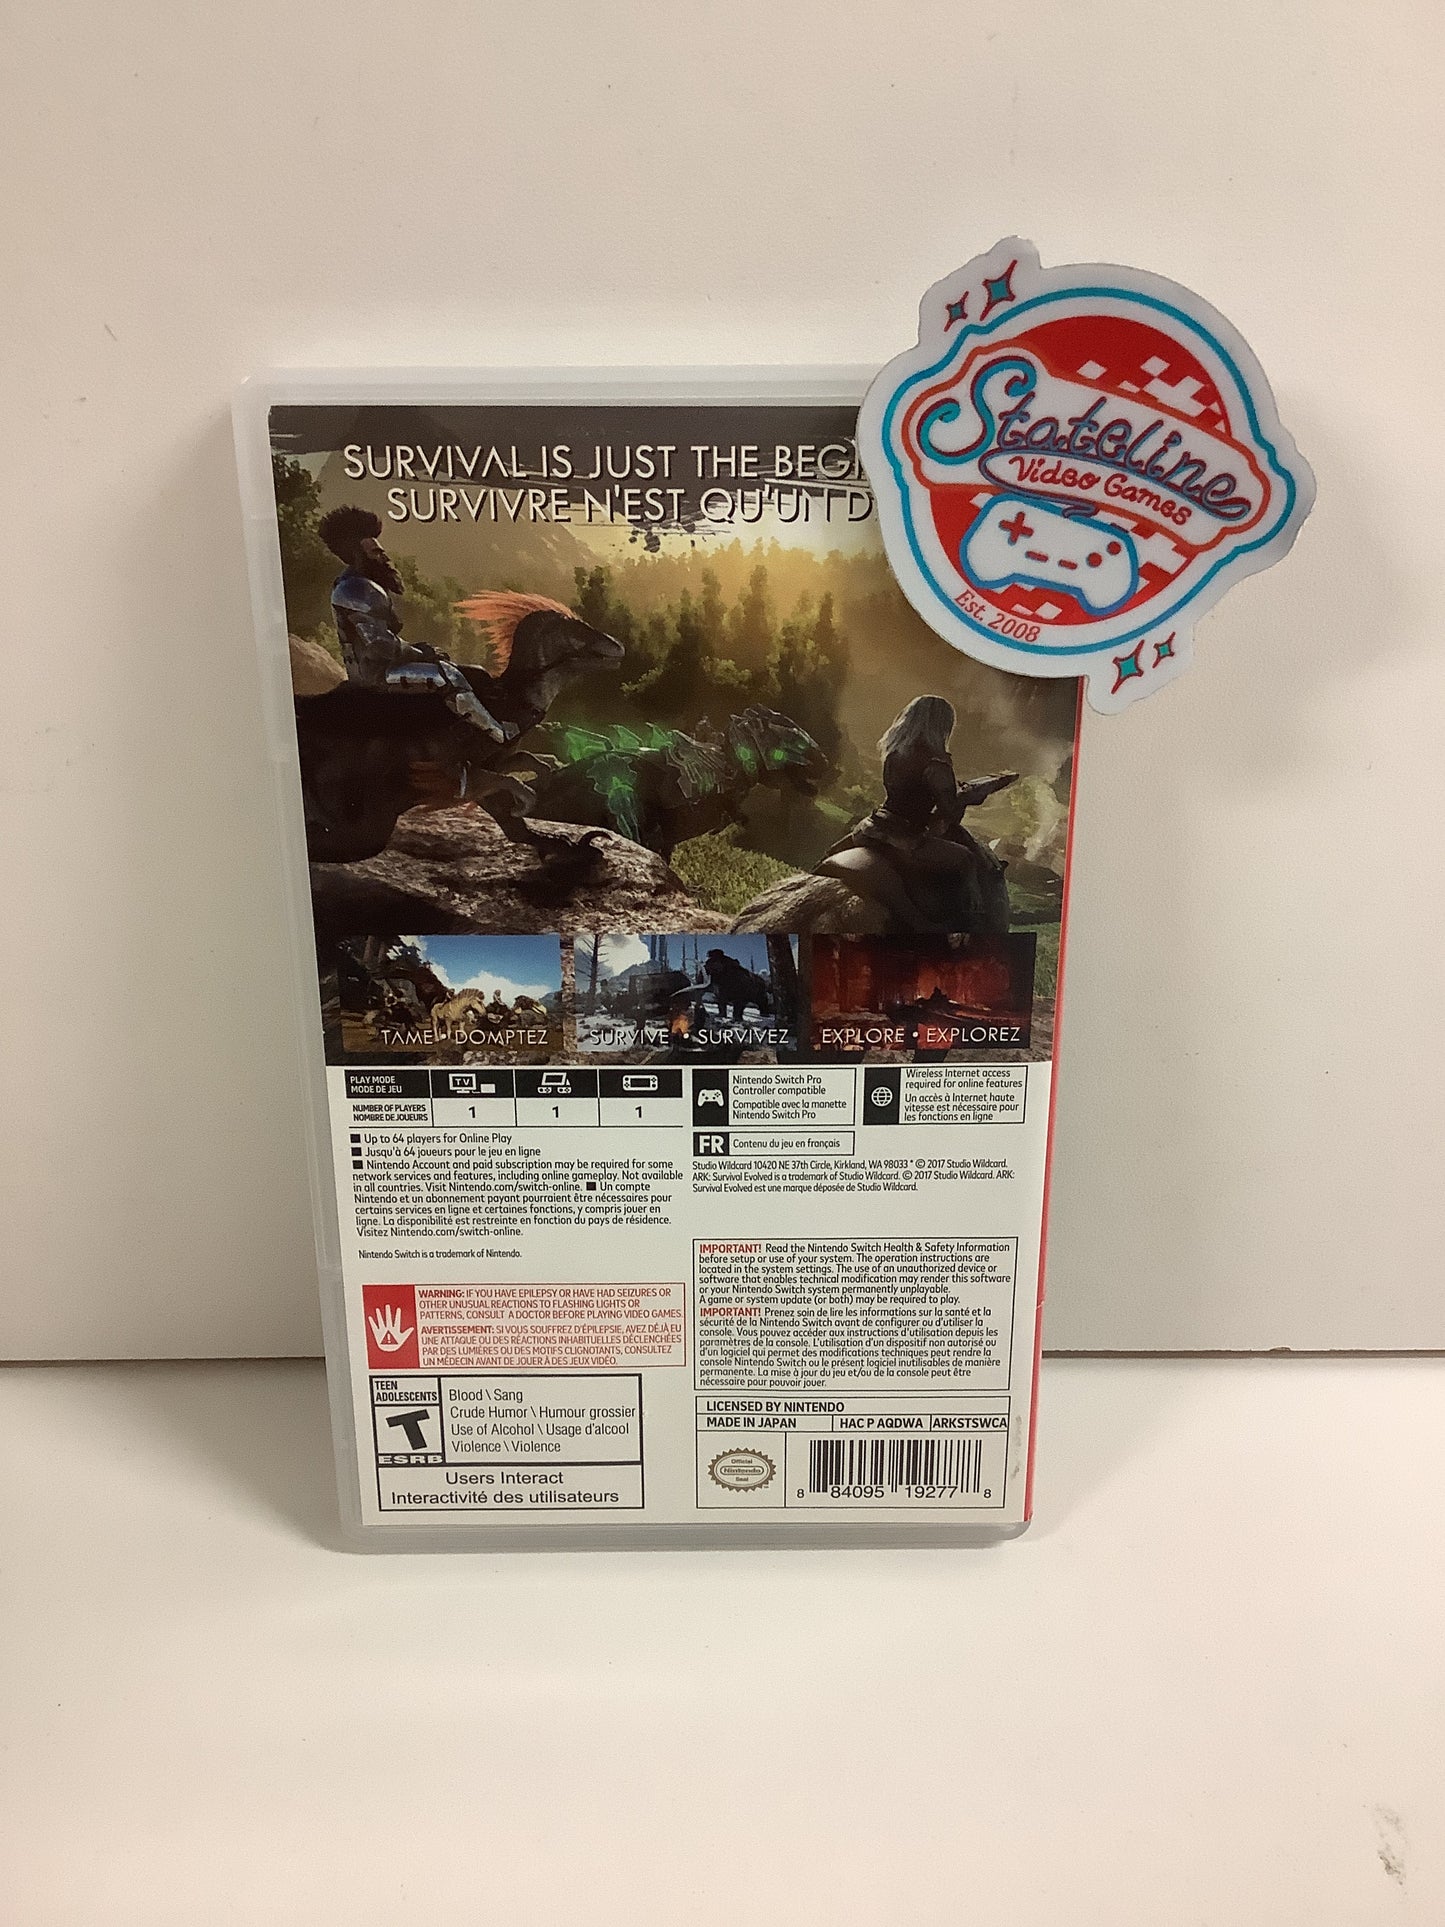 SURVIVAL IS JUST THE
SURVIVRE N'EST QU'UN
Stateline
Video Games
Est. 2008
TAME • DOMPTEZ
SURVIVE • SURVIVEZ
EXPLORE • EXPLOREZ
PLAY MODE
MODE DE JEU
TV
NUMBER OF PLAYERS
NOMBRE DE JOUEURS
1
1
1
Nintendo Switch Pro
Controller compatible
Compatible avec la manette
Nintendo Switch Pro
Wireless Internet access
required for online features
Un accès à Internet haute
vitesse est nécessaire pour
les fonctions en ligne
FR Contenu du jeu en français
■ Up to 64 players for Online Play
■ Jusqu'à 64 joueurs pour le jeu en ligne
■ Nintendo Account and paid subscription may be required for some
network services and features, including online gameplay. Not available
in all countries. Visit Nintendo.com/switch-online. ■ Un compte
Nintendo et un abonnement payant pourraient être nécessaires pour
certains services en ligne et certaines fonctions, y compris jouer en
ligne. La disponibilité est restreinte en fonction du pays de résidence.
Visitez Nintendo.com/switch-online.
Nintendo Switch is a trademark of Nintendo.
Studio Wildcard 10420 NE 37th Circle, Kirkland, WA 98033 * © 2017 Studio Wildcard.
ARK: Survival Evolved is a trademark of Studio Wildcard. © 2017 Studio Wildcard. ARK:
Survival Evolved est une marque déposée de Studio Wildcard.
WARNING: IF YOU HAVE EPILEPSY OR HAVE HAD SEIZURES OR
OTHER UNUSUAL REACTIONS TO FLASHING LIGHTS OR
PATTERNS, CONSULT A DOCTOR BEFORE PLAYING VIDEO GAMES.
AVERTISSEMENT: SI VOUS SOUFFREZ D'ÉPILEPSIE, AVEZ DÉJÀ EU
UNE ATTAQUE OU DES RÉACTIONS INHABITUELLES DÉCLENCHÉES
PAR DES LUMIÈRES OU DES MOTIFS CLIGNOTANTS, CONSULTEZ
UN MÉDECIN AVANT DE JOUER À DES JEUX VIDÉO.
IMPORTANT! Read the Nintendo Switch Health & Safety Information
before setup or use of your system. The operation instructions are
located in the system settings. The use of an unauthorized device or
software that enables technical modification may render this software
or your Nintendo Switch system permanently unplayable.
A game or system update (or both) may be required to play.
IMPORTANT! Prenez soin de lire les informations sur la santé et la
sécurité de la Nintendo Switch avant de configurer ou d'utiliser la
console. Vous pouvez accéder aux instructions d'utilisation depuis les
paramètres de la console. L'utilisation d'un dispositif non autorisé ou
d'un logiciel qui permet des modifications techniques peut rendre la
console Nintendo Switch ou le présent logiciel inutilisables de manière
permanente. La mise à jour du jeu et/ou de la console peut être
nécessaire pour pouvoir jouer.
TEEN
ADOLESCENTS
T
ESRB
Blood \ Sang
Crude Humor \ Humour grossier
Use of Alcohol \ Usage d'alcool
Violence \ Violence
Users Interact
Interactivité des utilisateurs
LICENSED BY NINTENDO
MADE IN JAPAN HAC P AQDWA ARKSTSWCA
Official
Nintendo
Seal
8 84095 19277 8